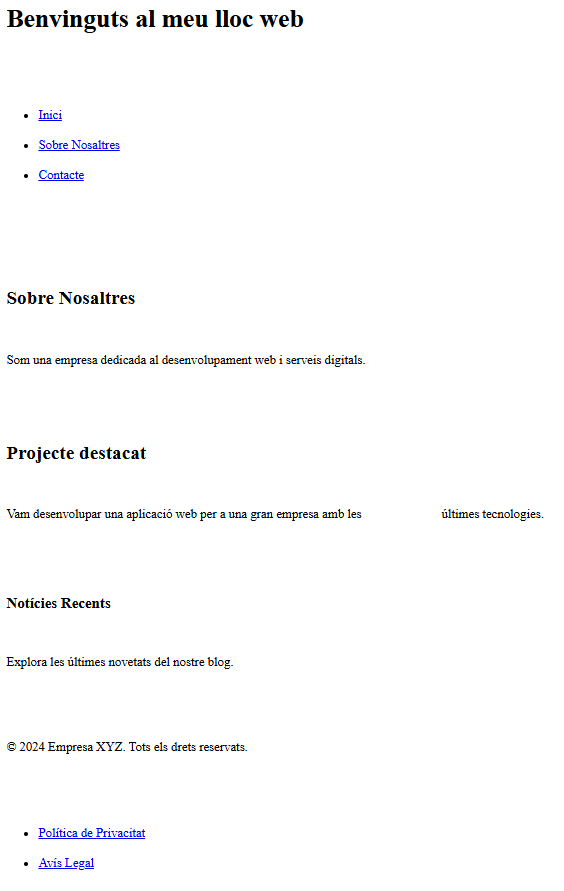 Benvinguts al meu lloc web
Inici
Sobre Nosaltres
Contacte
Sobre Nosaltres
Som una empresa dedicada al desenvolupament web i serveis digitals.
Projecte destacat
Vam desenvolupar una aplicació web per a una gran empresa amb les últimes tecnologies.
Notícies Recents
Explora les últimes novetats del nostre blog.
© 2024 Empresa XYZ. Tots els drets reservats.
Política de Privacitat
Avís Legal